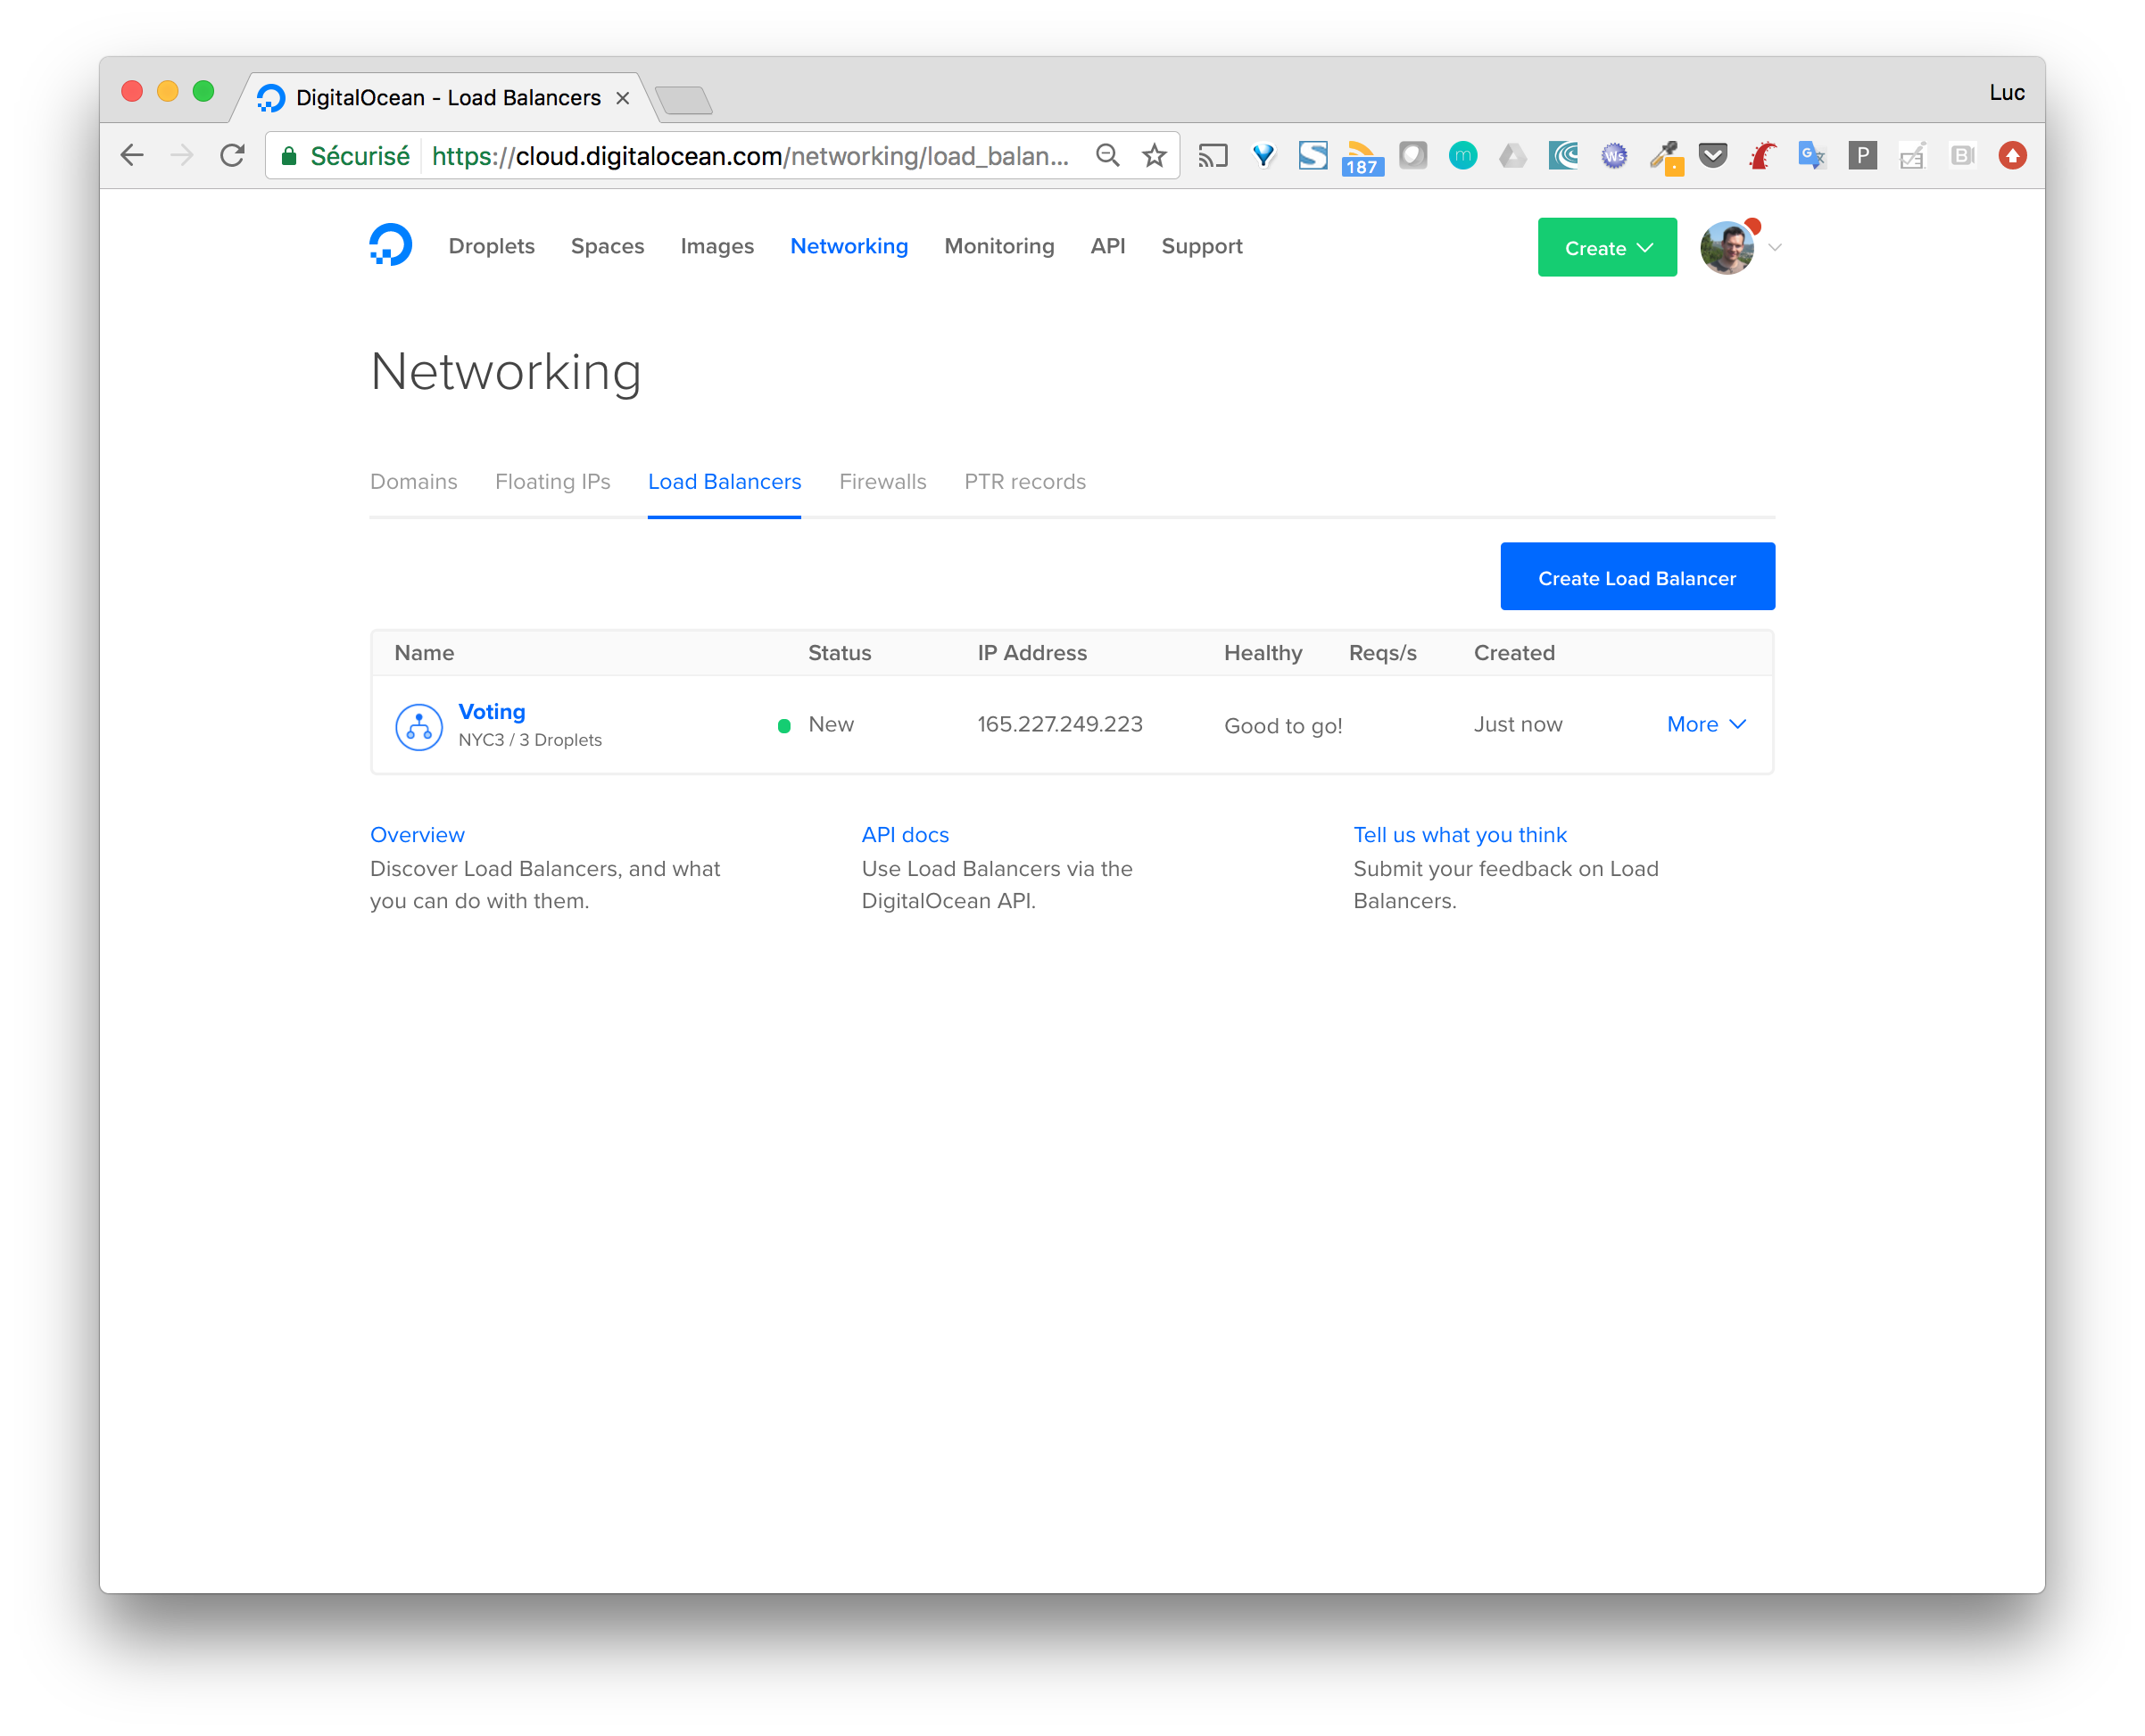 DigitalOcean - Load Balancers
Luc
Sécurisé https://cloud.digitalocean.com/networking/load_balan...
187
m
Ws
G
P
B
Droplets Spaces Images Networking Monitoring API Support Create
Networking
Domains Floating IPs Load Balancers Firewalls PTR records
Create Load Balancer
Name Status IP Address Healthy Reqs/s Created
Voting
New 165.227.249.223 Good to go! Just now More
NYC3 / 3 Droplets
Overview
Discover Load Balancers, and what
you can do with them.
API docs
Use Load Balancers via the
DigitalOcean API.
Tell us what you think
Submit your feedback on Load
Balancers.